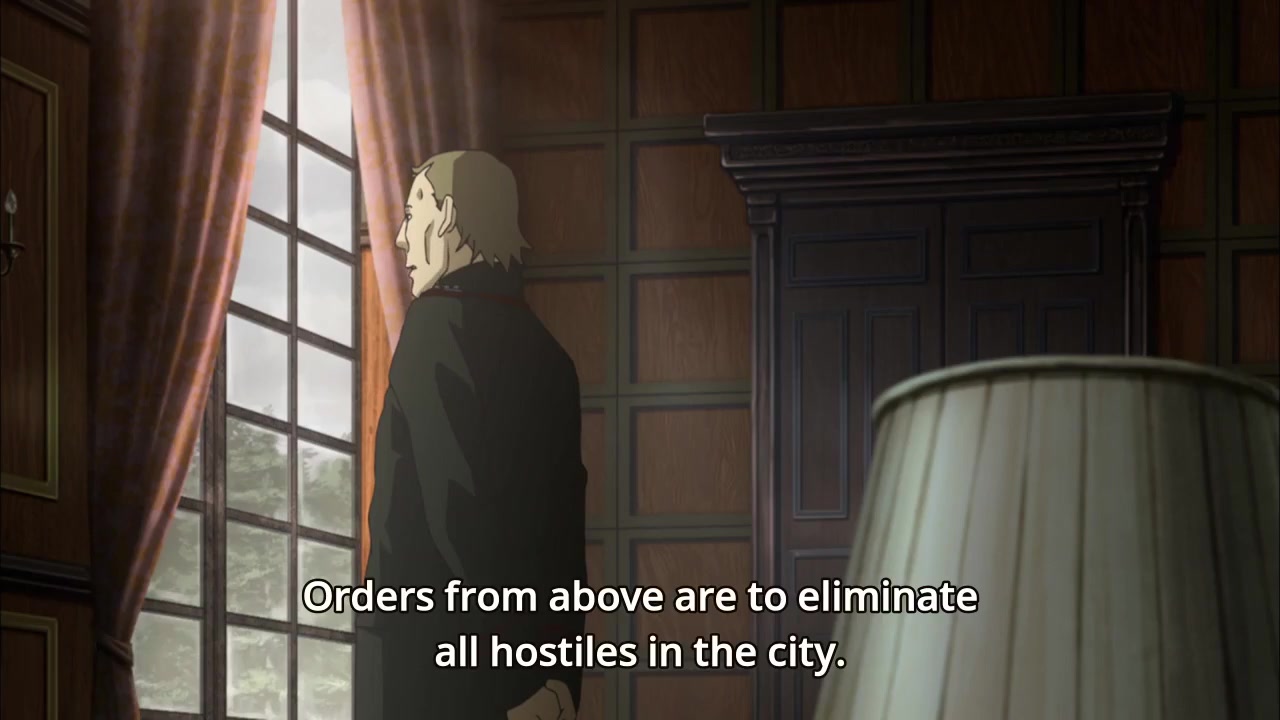 Orders from above are to eliminate
all hostiles in the city.